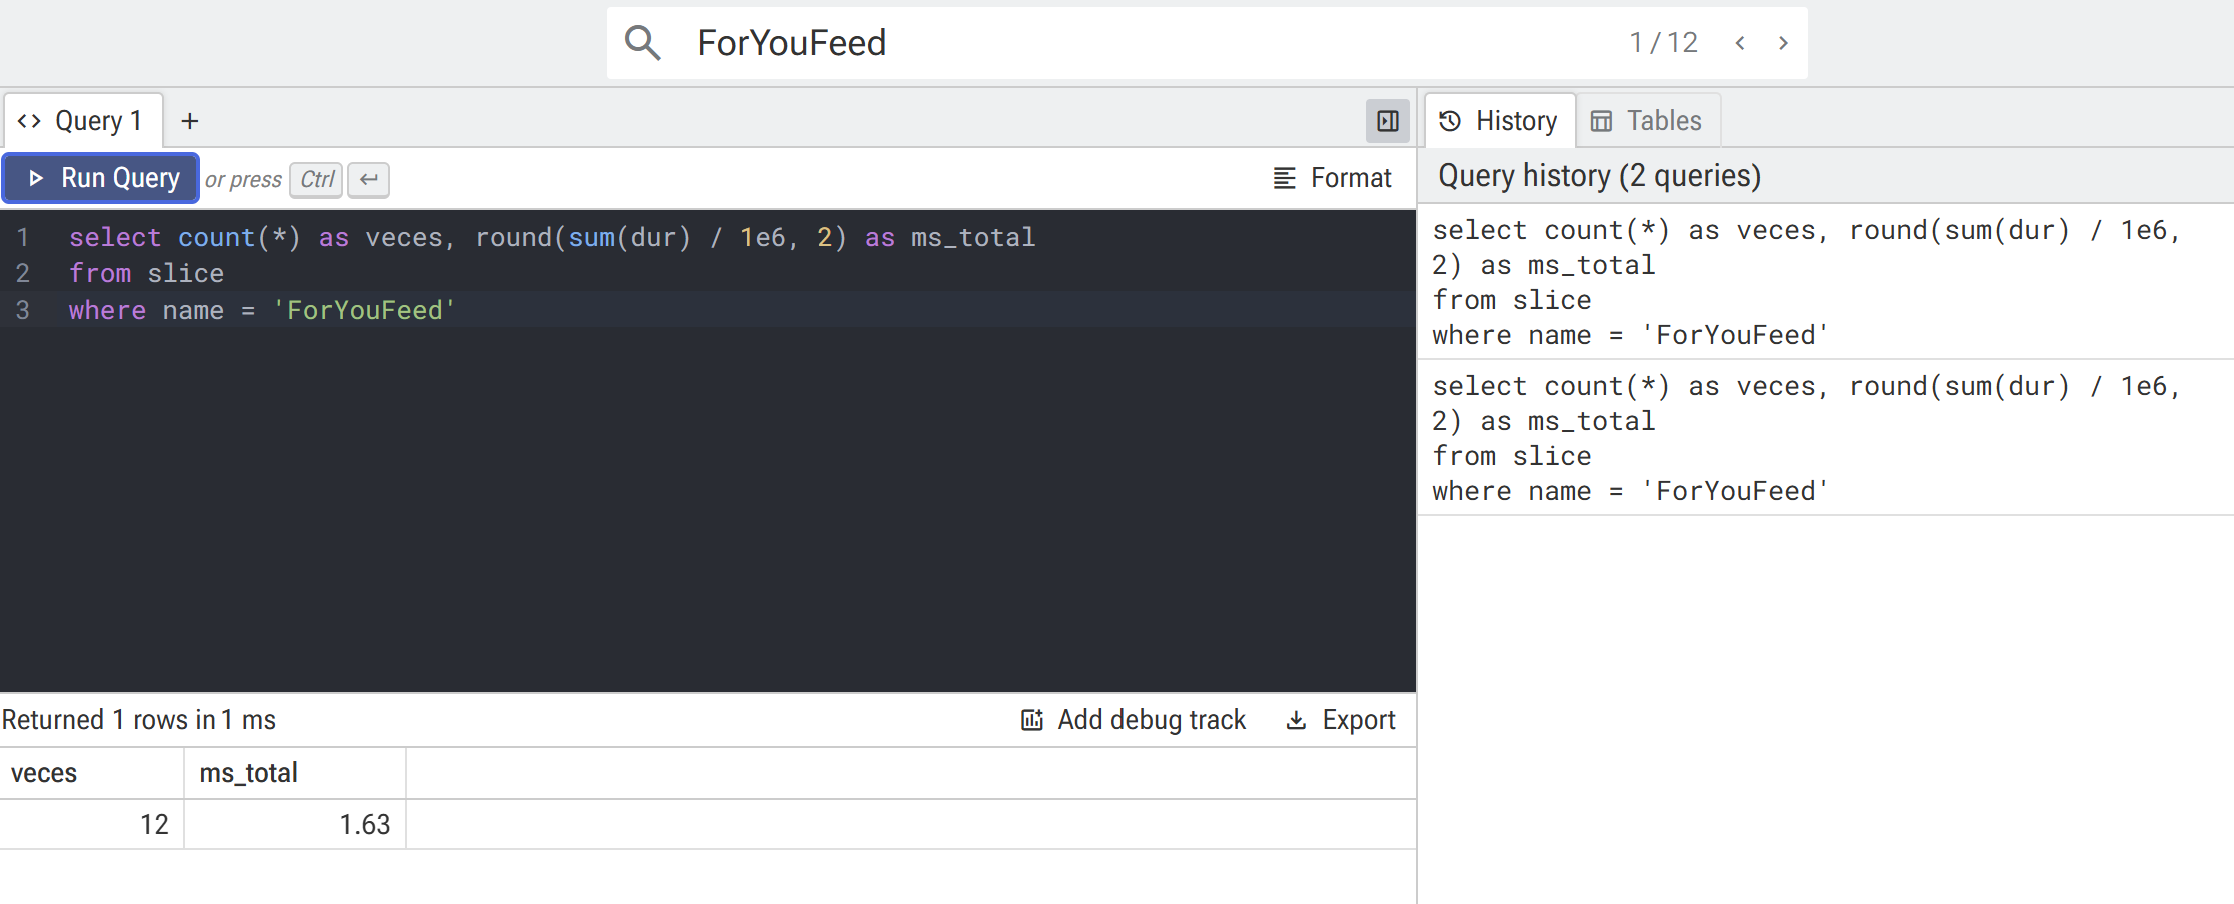 ForYouFeed 1 / 12
Query 1
History
Tables
Run Query or press Ctrl
Format
Query history (2 queries)
1 select count(*) as veces, round(sum(dur) / 1e6, 2) as ms_total
2 from slice
3 where name = 'ForYouFeed'
select count(*) as veces, round(sum(dur) / 1e6,
2) as ms_total
from slice
where name = 'ForYouFeed'
select count(*) as veces, round(sum(dur) / 1e6,
2) as ms_total
from slice
where name = 'ForYouFeed'
Returned 1 rows in 1 ms
Add debug track
Export
veces ms_total
12 1.63